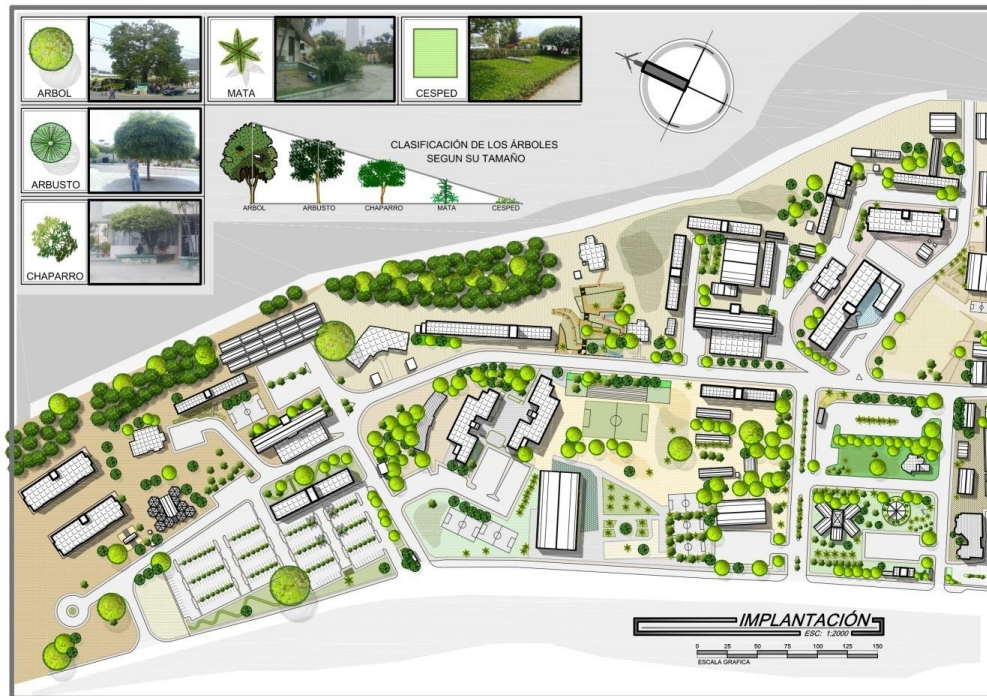 ARBOL
MATA
CESPED
ARBUSTO
CHAPARRO
CLASIFICACIÓN DE LOS ÁRBOLES
SEGUN SU TAMAÑO
ARBOL
ARBUSTO
CHAPARRO
MATA
CESPED
IMPLANTACIÓN
ESC: 1:2000
0 25 50 75 100 125 150
ESCALA GRAFICA